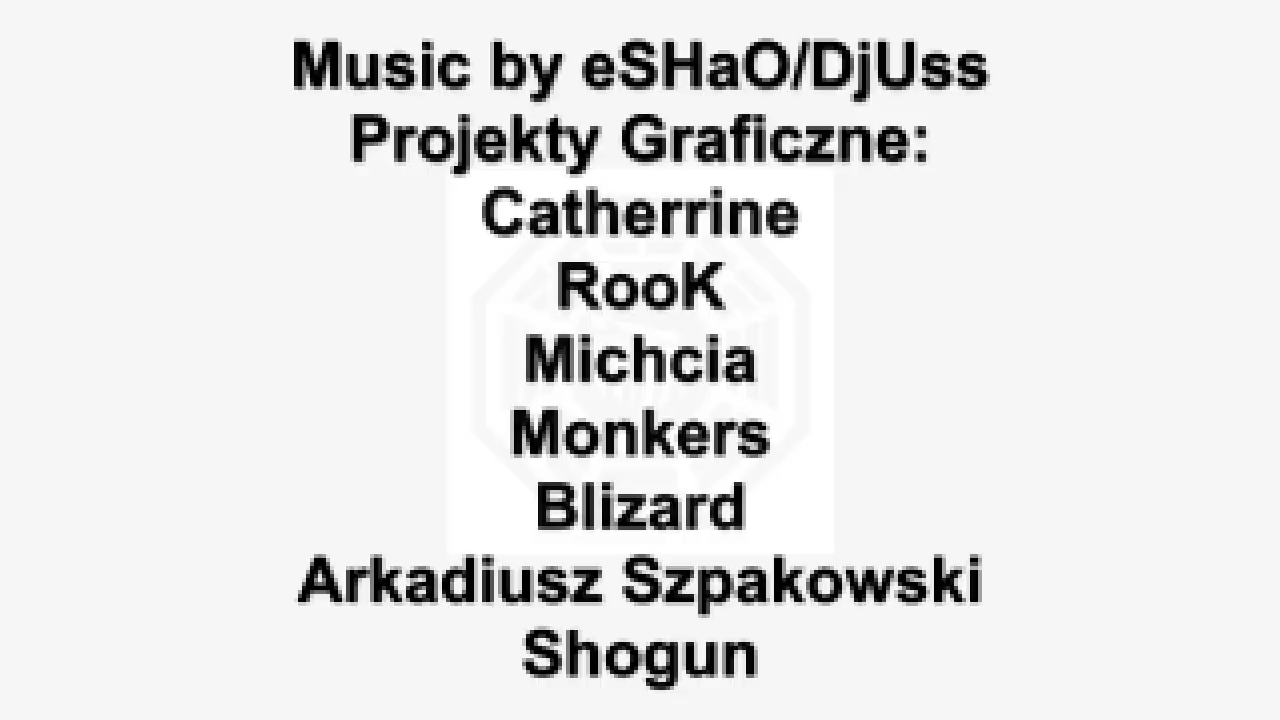 Music by eSHaO/DjUss
Projekty Graficzne:
Catherrine
RooK
Michcia
Monkers
Blizard
Arkadiusz Szpakowski
Shogun